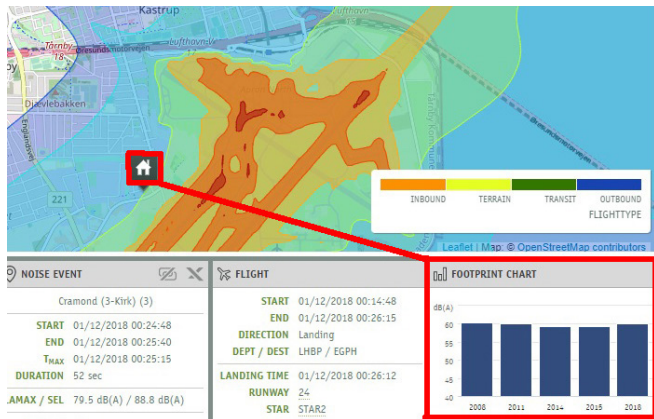 Kastrup
Lufthavn
Tårnby
Øresundsmotorvejen
Lufthavn
by
Englandsvej
221
INBOUND TERRAIN TRANSIT OUTBOUND
FLIGHTTYPE
Leaflet | Map: © OpenStreetMap contributors
NOISE EVENT
Cramond (3-Kirk) (3)
START 01/12/2018 00:24:48
END 01/12/2018 00:25:40
TMAX 01/12/2018 00:25:15
DURATION 52 sec
LAMAX / SEL 79.5 dB(A) / 88.8 dB(A)
FLIGHT
START 01/12/2018 00:14:48
END 01/12/2018 00:26:15
DIRECTION Landing
DEPT / DEST LHBP / EGPH
LANDING TIME 01/12/2018 00:26:12
RUNWAY 24
STAR STAR2
FOOTPRINT CHART
dB(A)
60
55
50
45
40
2008 2011 2014 2015 2018